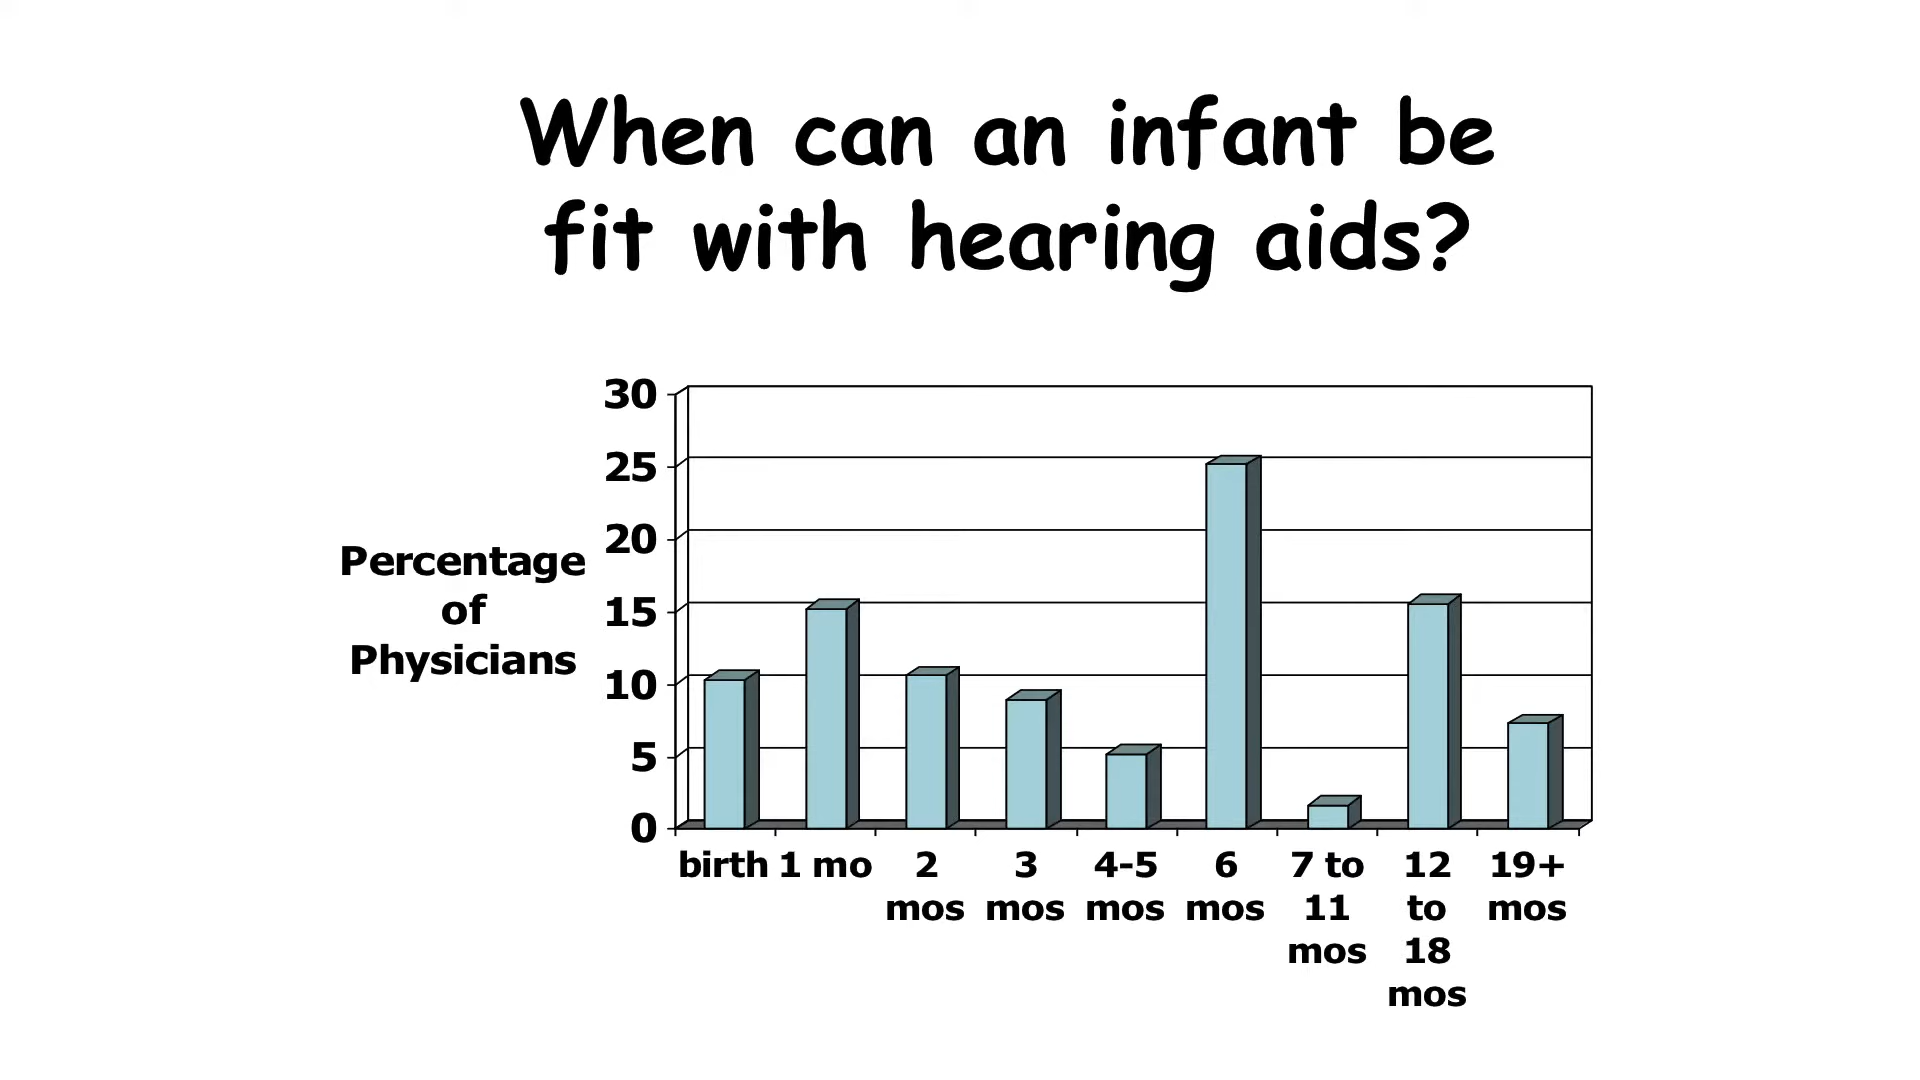 When can an infant be
fit with hearing aids?
30
25
20
15
10
5
0
Percentage
of
Physicians
birth
1 mo
2
mos
3
mos
4-5
mos
6
mos
7 to
11
mos
12
to
18
mos
19+
mos